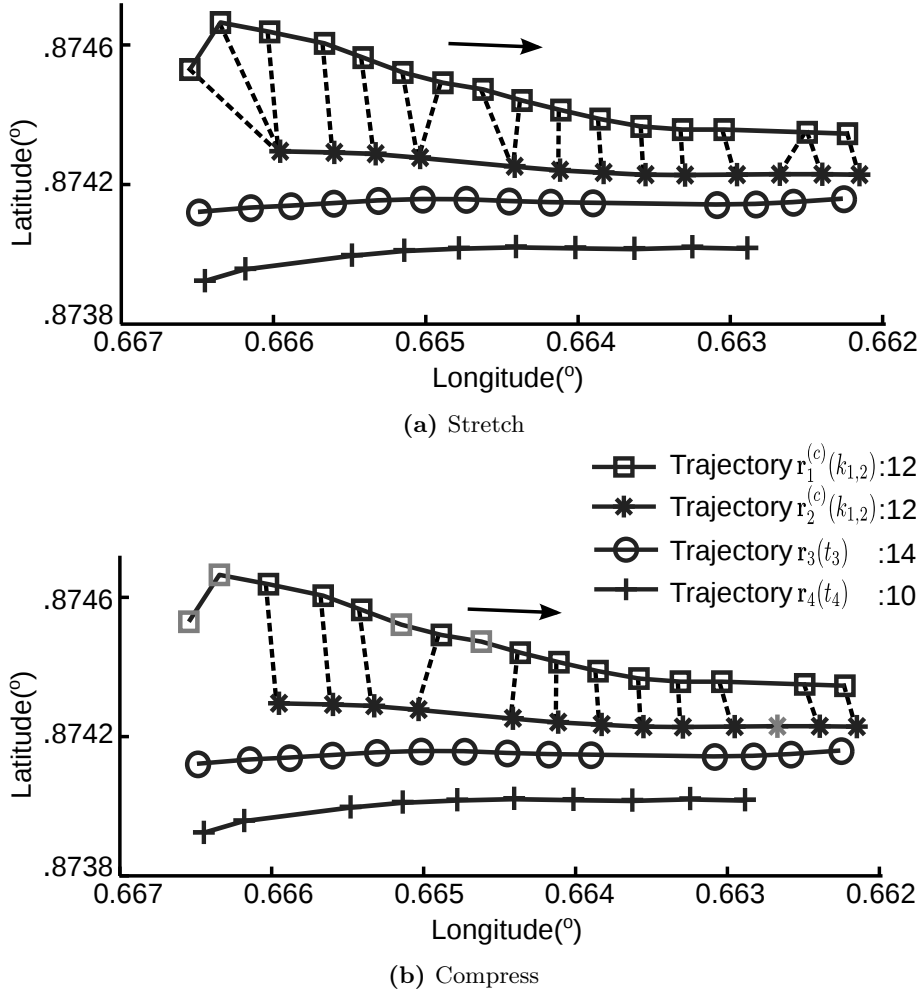 .8746
.8742
.8738
Latitude(º)
0.667 0.666 0.665 0.664 0.663 0.662
Longitude(º)
(a) Stretch
Trajectory r₁⁽ᶜ⁾(k₁,₂) :12
Trajectory r₂⁽ᶜ⁾(k₁,₂) :12
Trajectory r₃(t₃) :14
Trajectory r₄(t₄) :10
.8746
.8742
.8738
Latitude(º)
0.667 0.666 0.665 0.664 0.663 0.662
Longitude(º)
(b) Compress